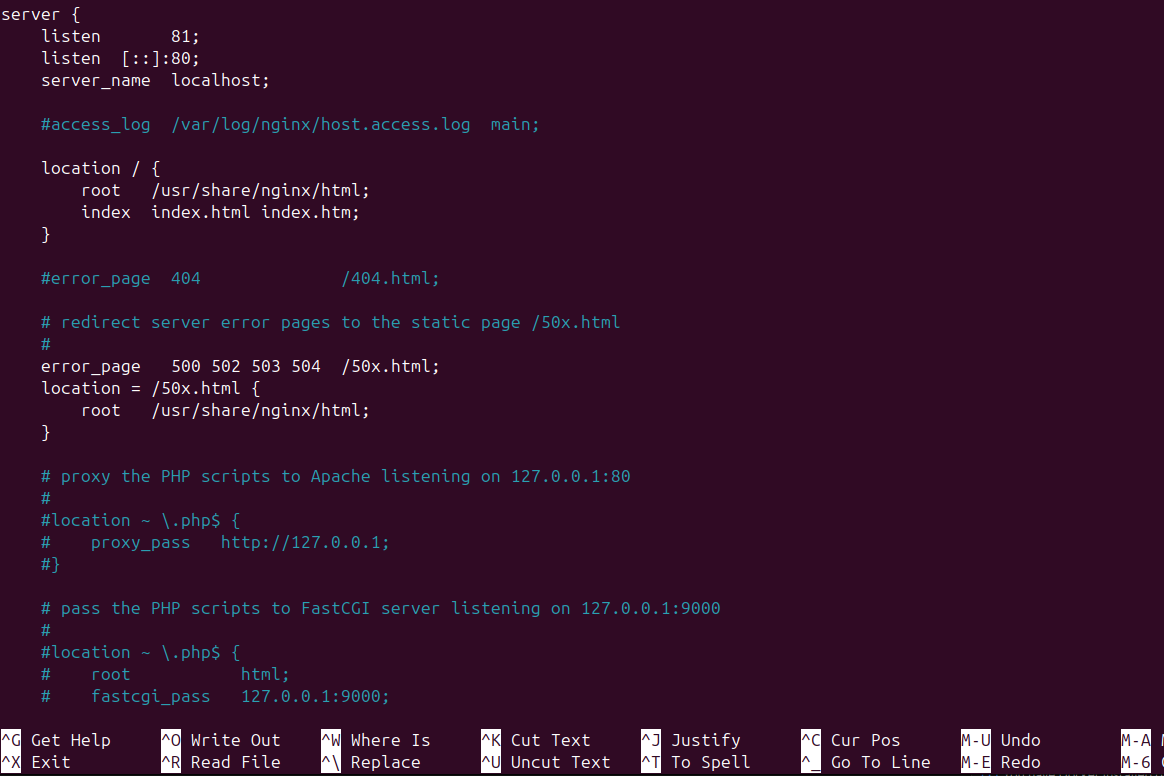 server {
    listen       81;
    listen  [::]:80;
    server_name  localhost;

    #access_log  /var/log/nginx/host.access.log  main;

    location / {
        root   /usr/share/nginx/html;
        index  index.html index.htm;
    }

    #error_page  404              /404.html;

    # redirect server error pages to the static page /50x.html
    #
    error_page   500 502 503 504  /50x.html;
    location = /50x.html {
        root   /usr/share/nginx/html;
    }

    # proxy the PHP scripts to Apache listening on 127.0.0.1:80
    #
    #location ~ \.php$ {
    #    proxy_pass   http://127.0.0.1;
    #}

    # pass the PHP scripts to FastCGI server listening on 127.0.0.1:9000
    #
    #location ~ \.php$ {
    #    root           html;
    #    fastcgi_pass   127.0.0.1:9000;

^G Get Help     ^O Write Out    ^W Where Is     ^K Cut Text     ^J Justify      ^C Cur Pos      M-U Undo        M-A
^X Exit         ^R Read File    ^\ Replace      ^U Uncut Text   ^T To Spell     ^_ Go To Line   M-E Redo        M-6